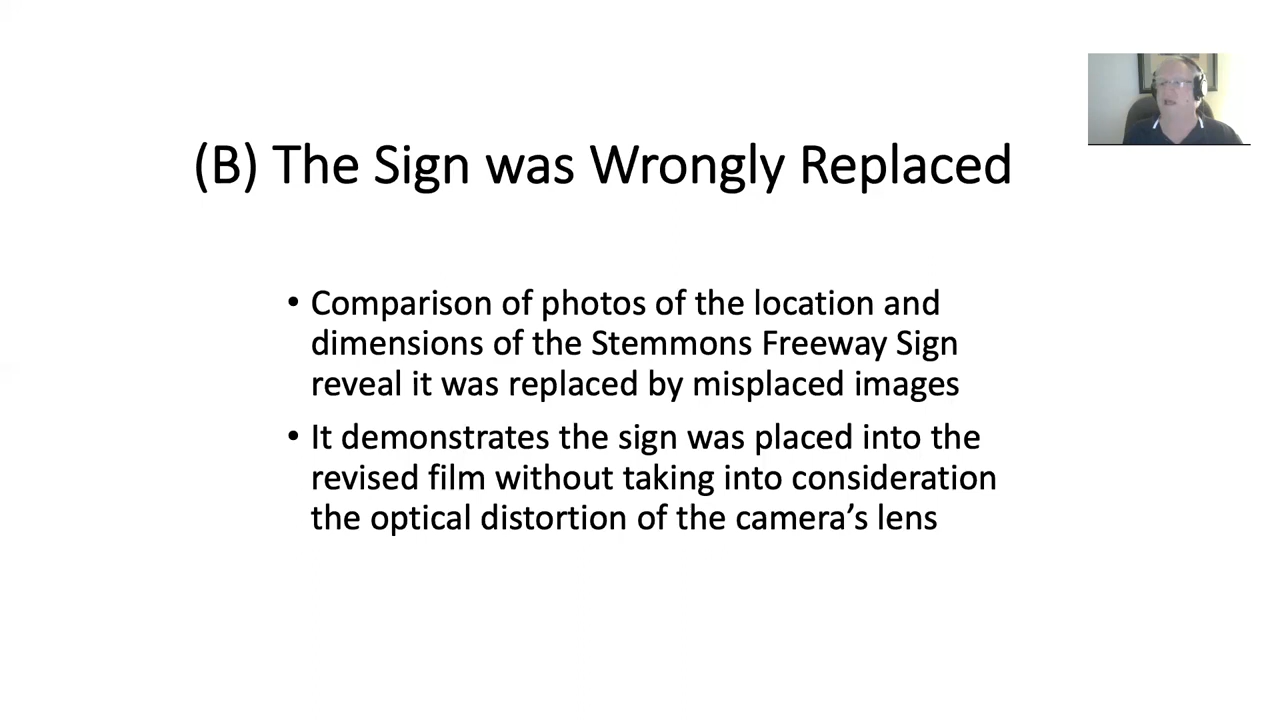 (B) The Sign was Wrongly Replaced
• Comparison of photos of the location and
dimensions of the Stemmons Freeway Sign
reveal it was replaced by misplaced images
• It demonstrates the sign was placed into the
revised film without taking into consideration
the optical distortion of the camera’s lens